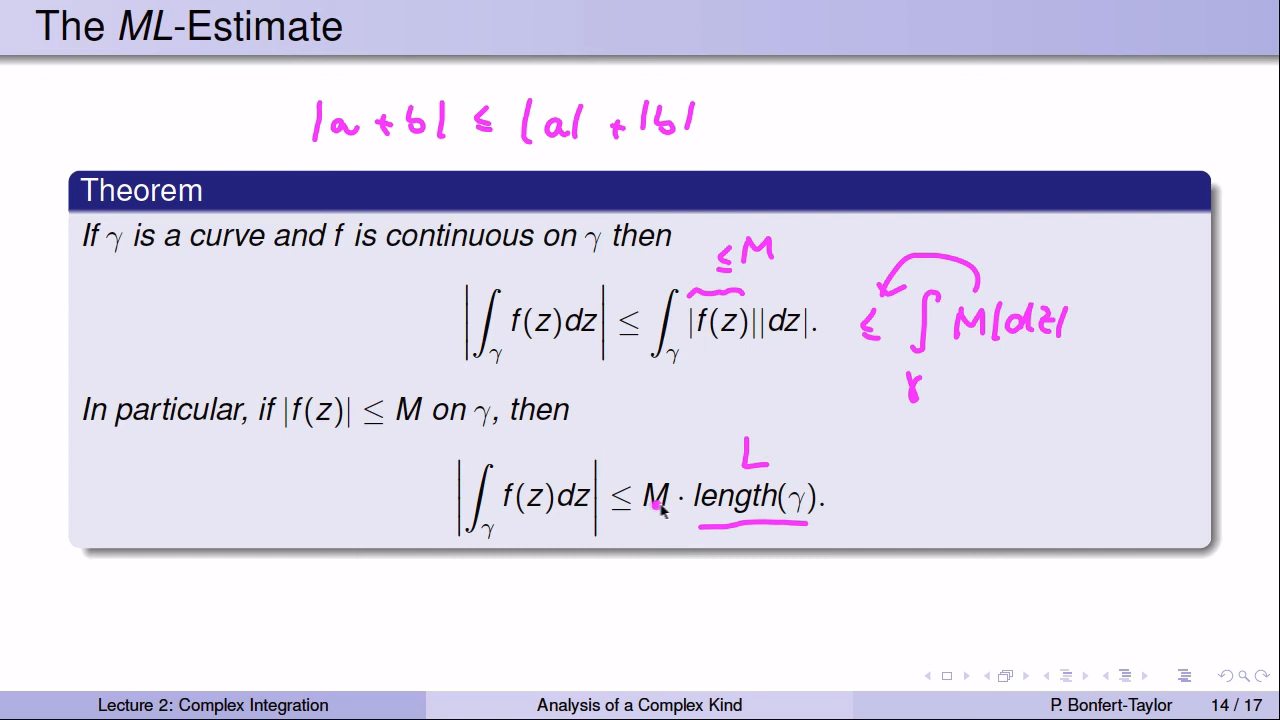 The ML-Estimate
|a + b| ≤ |a| + |b|
Theorem
If γ is a curve and f is continuous on γ then
≤ M
|∫_γ f(z)dz| ≤ ∫_γ |f(z)||dz|. ≤ ∫_γ M|dz|
In particular, if |f(z)| ≤ M on γ, then
L
|∫_γ f(z)dz| ≤ M · length(γ).
Lecture 2: Complex Integration Analysis of a Complex Kind P. Bonfert-Taylor 14 / 17